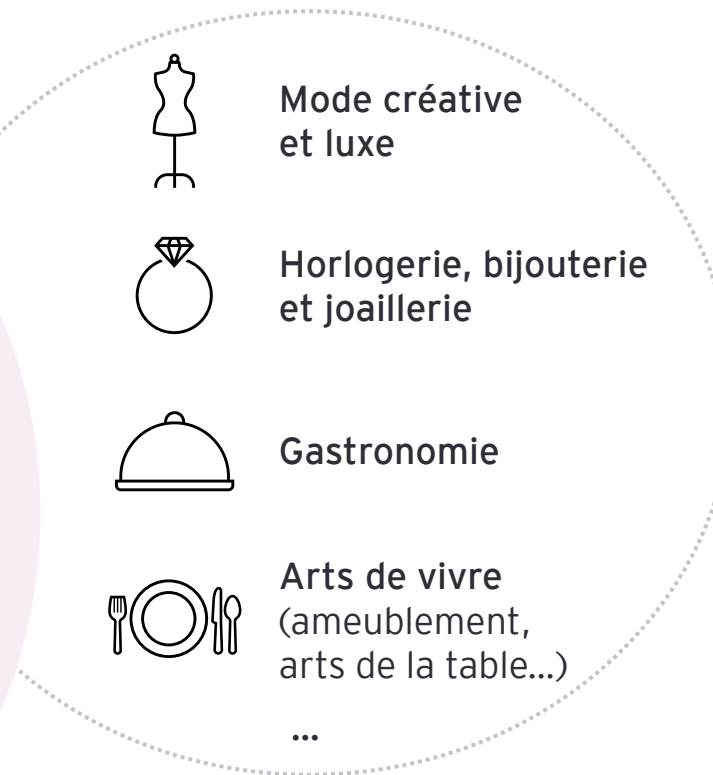 Mode créative
et luxe
Horlogerie, bijouterie
et joaillerie
Gastronomie
Arts de vivre
(ameublement,
arts de la table...)
...